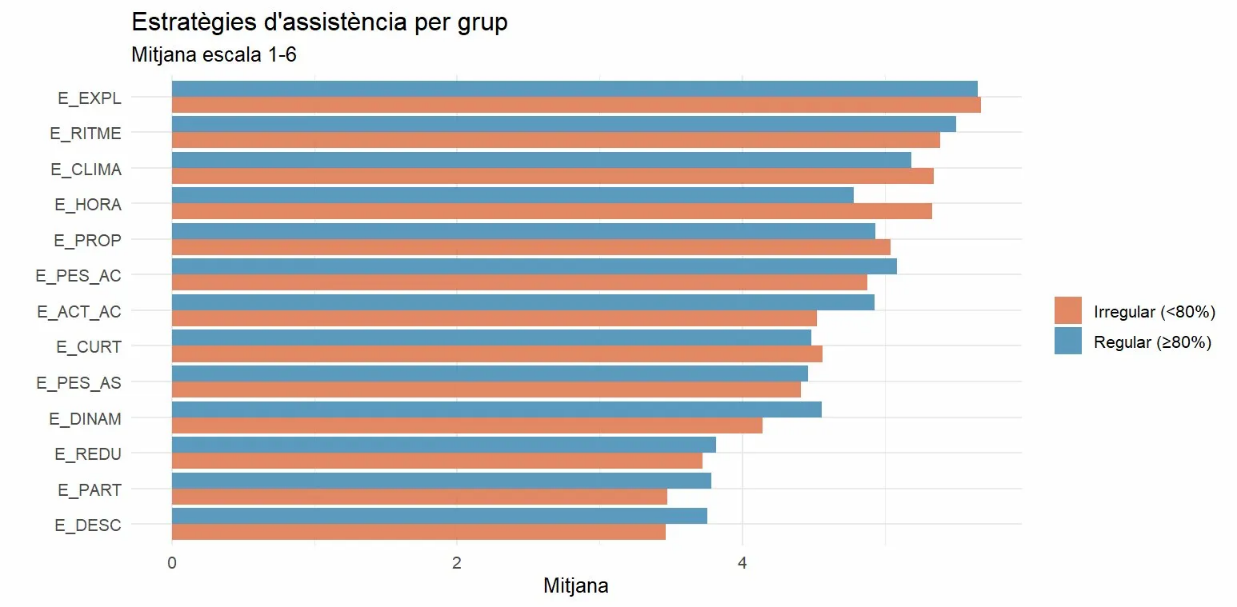 Estratègies d'assistència per grup
Mitjana escala 1-6
E_EXPL
E_RITME
E_CLIMA
E_HORA
E_PROP
E_PES_AC
E_ACT_AC
E_CURT
E_PES_AS
E_DINAM
E_REDU
E_PART
E_DESC
0 2 4
Mitjana
Irregular (<80%)
Regular (≥80%)